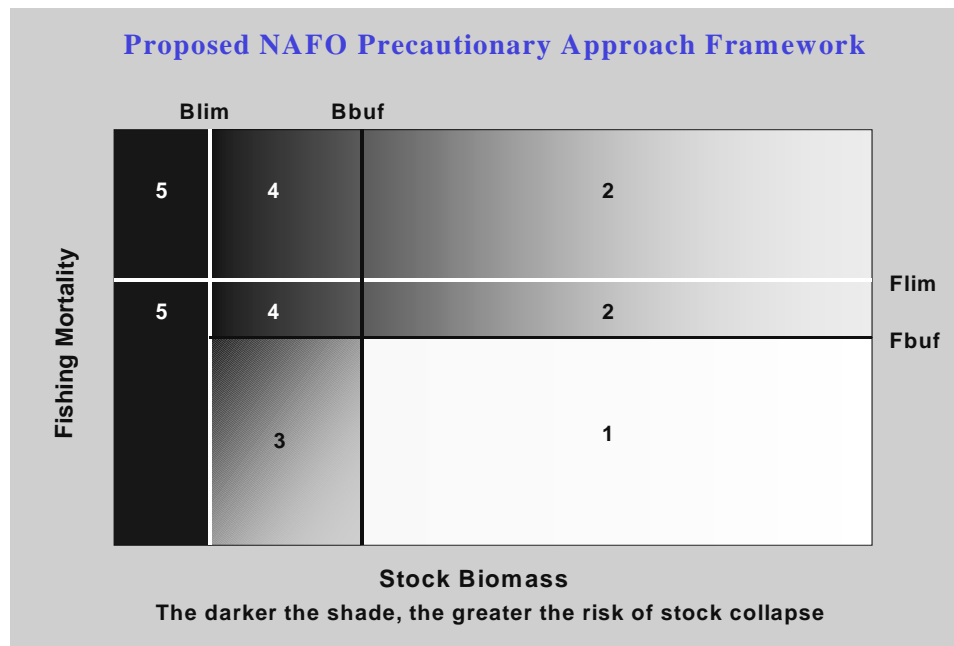 Proposed NAFO Precautionary Approach Framework
Blim Bbuf
5 4 2
Flim
5 4 2
Fbuf
3 1
Fishing Mortality
Stock Biomass
The darker the shade, the greater the risk of stock collapse